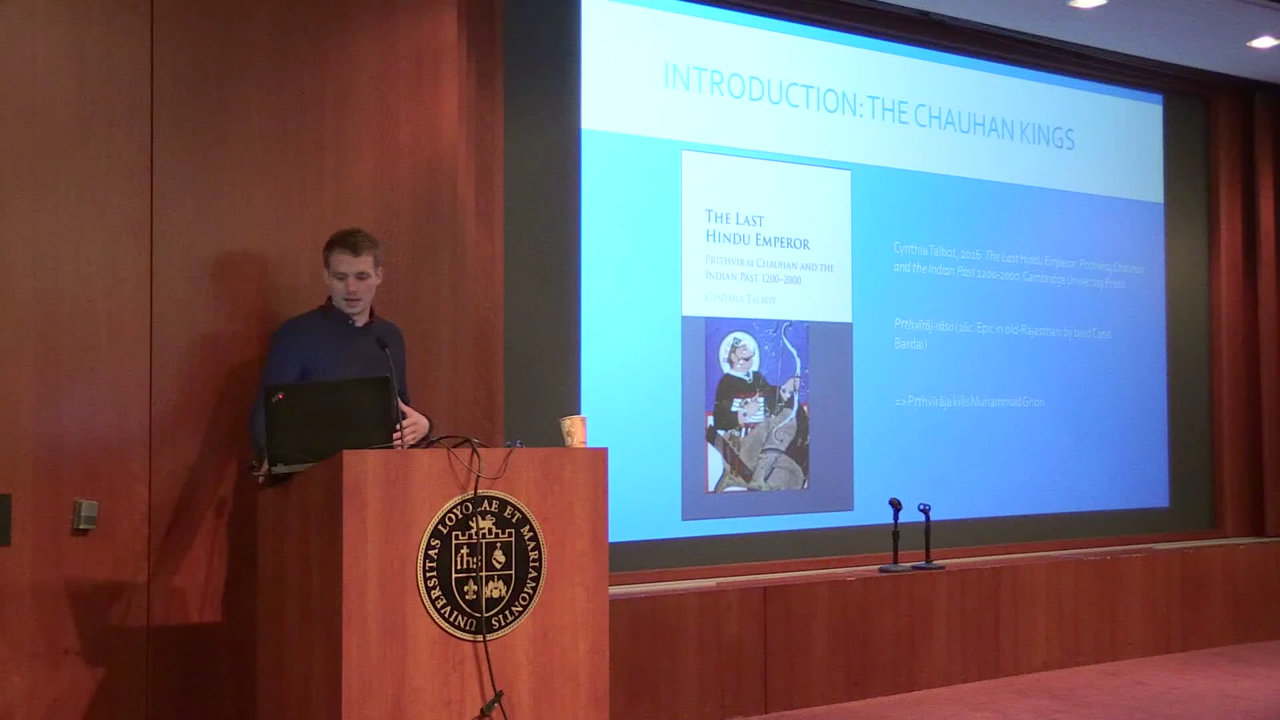 INTRODUCTION: THE CHAUHAN KINGS
THE LAST
HINDU EMPEROR
PRITHVIRAJ CHAUHAN AND THE
INDIAN PAST 1200–2000
CYNTHIA TALBOT
Cynthia Talbot, 2016. The Last Hindu Emperor: Prithviraj Chauhan
and the Indian Past 1200-2000. Cambridge University Press
Prthvīrāj-rāso (16c. Epic in old-Rajasthani by bard Cand
Bardai)
=> Prthvīrāja kills Muhammad Ghori
UNIVERSITAS LOYOLAE ET MARIAMONTIS
ihs